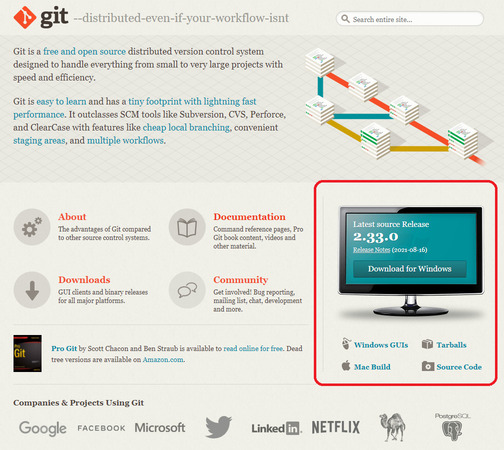 git --distributed-even-if-your-workflow-isnt
Search entire site...
Git is a free and open source distributed version control system
designed to handle everything from small to very large projects with
speed and efficiency.
Git is easy to learn and has a tiny footprint with lightning fast
performance. It outclasses SCM tools like Subversion, CVS, Perforce,
and ClearCase with features like cheap local branching, convenient
staging areas, and multiple workflows.
About
The advantages of Git compared
to other source control systems.
Documentation
Command reference pages, Pro
Git book content, videos and
other material.
Downloads
GUI clients and binary releases
for all major platforms.
Community
Get involved! Bug reporting,
mailing list, chat, development
and more.
Latest source Release
2.33.0
Release Notes (2021-08-16)
Download for Windows
Windows GUIs
Tarballs
Mac Build
Source Code
Pro
Git
Pro Git by Scott Chacon and Ben Straub is available to read online for free. Dead
tree versions are available on Amazon.com.
Companies & Projects Using Git
Google FACEBOOK Microsoft LinkedIn NETFLIX PostgreSQL